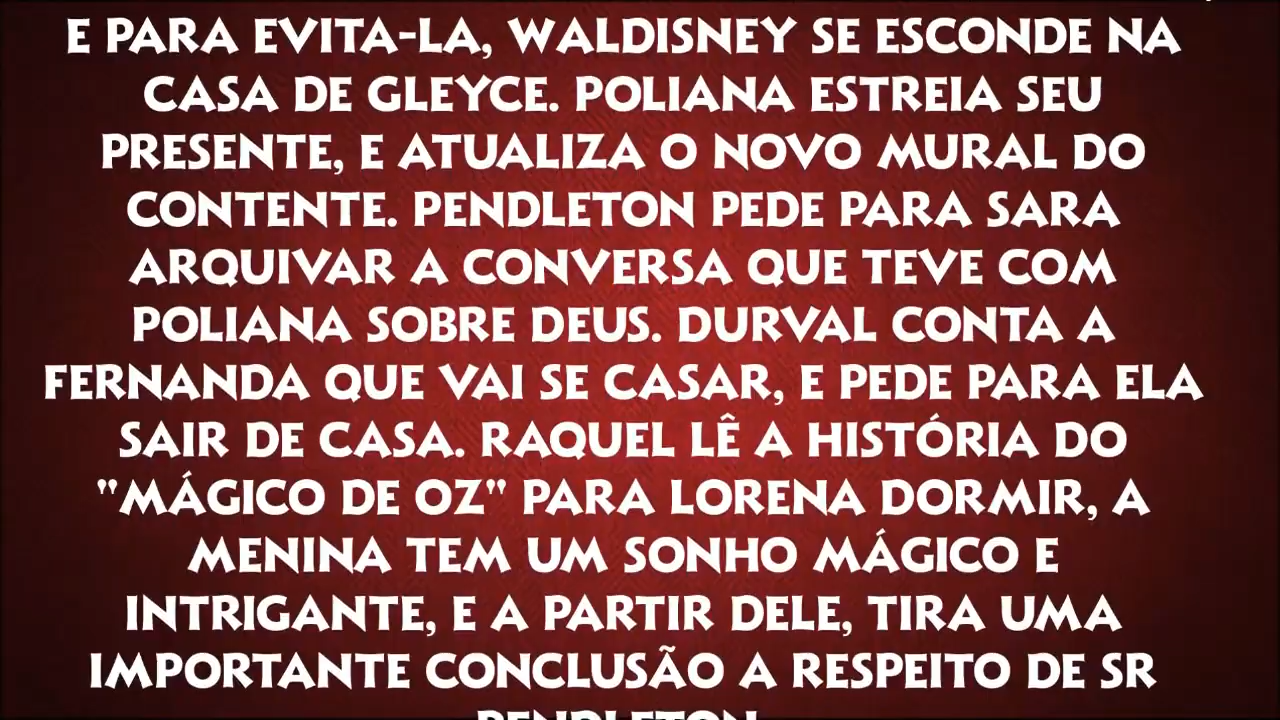 E PARA EVITA-LA, WALDISNEY SE ESCONDE NA
CASA DE GLEYCE. POLIANA ESTREIA SEU
PRESENTE, E ATUALIZA O NOVO MURAL DO
CONTENTE. PENDLETON PEDE PARA SARA
ARQUIVAR A CONVERSA QUE TEVE COM
POLIANA SOBRE DEUS. DURVAL CONTA A
FERNANDA QUE VAI SE CASAR, E PEDE PARA ELA
SAIR DE CASA. RAQUEL LÊ A HISTÓRIA DO
"MÁGICO DE OZ" PARA LORENA DORMIR, A
MENINA TEM UM SONHO MÁGICO E
INTRIGANTE, E A PARTIR DELE, TIRA UMA
IMPORTANTE CONCLUSÃO A RESPEITO DE SR
PENDLETON.